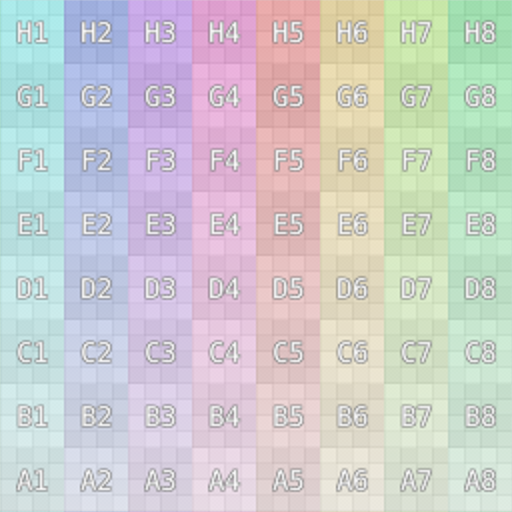 H1 H2 H3 H4 H5 H6 H7 H8
G1 G2 G3 G4 G5 G6 G7 G8
F1 F2 F3 F4 F5 F6 F7 F8
E1 E2 E3 E4 E5 E6 E7 E8
D1 D2 D3 D4 D5 D6 D7 D8
C1 C2 C3 C4 C5 C6 C7 C8
B1 B2 B3 B4 B5 B6 B7 B8
A1 A2 A3 A4 A5 A6 A7 A8